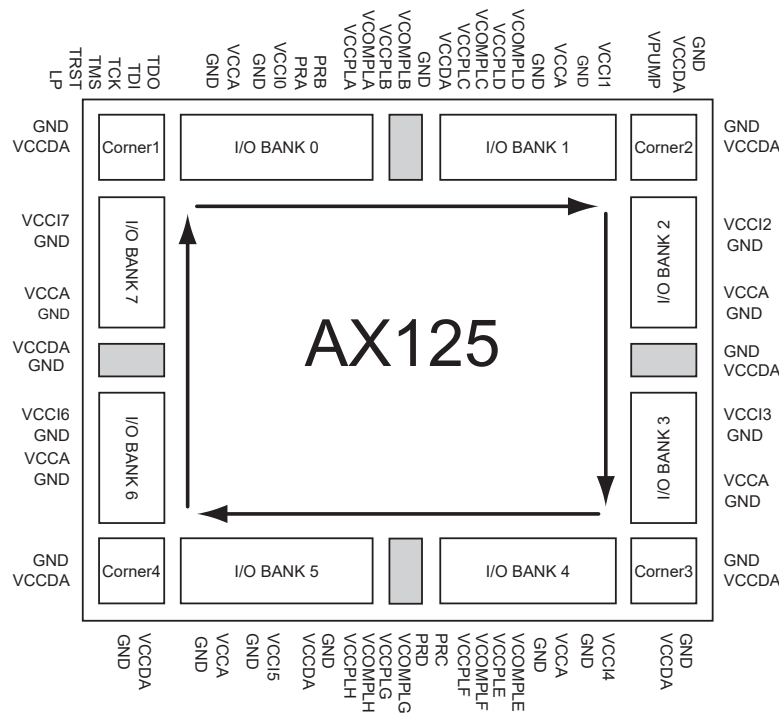 LP
TRST
TMS
TCK
TDI
TDO
GND
VCCA
GND
VCCI0
PRA
PRB
VCCPLA
VCOMPLA
VCCPLB
VCOMPLB
GND
VCCDA
VCCPLC
VCOMPLC
VCCPLD
VCOMPLD
GND
VCCA
GND
VCCI1
VPUMP
VCCDA
GND
GND
VCCDA
Corner1
I/O BANK 0
I/O BANK 1
Corner2
GND
VCCDA
VCCI7
GND
VCCA
GND
I/O BANK 7
I/O BANK 2
VCCI2
GND
VCCA
GND
AX125
VCCDA
GND
GND
VCCDA
VCCI6
GND
VCCA
GND
I/O BANK 6
I/O BANK 3
VCCI3
GND
VCCA
GND
GND
VCCDA
Corner4
I/O BANK 5
I/O BANK 4
Corner3
GND
VCCDA
GND
VCCDA
GND
VCCA
GND
VCCI5
VCCDA
GND
VCCPLH
VCOMPLH
VCCPLG
VCOMPLG
PRD
PRC
VCCPLF
VCOMPLF
VCCPLE
VCOMPLE
GND
VCCA
GND
VCCI4
VCCDA
GND